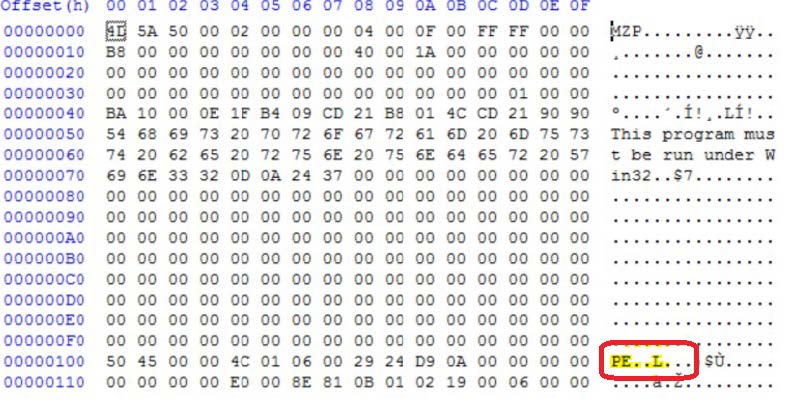 Offset(h) 00 01 02 03 04 05 06 07 08 09 0A 0B 0C 0D 0E 0F
00000000 4D 5A 50 00 02 00 00 00 04 00 0F 00 FF FF 00 00 MZP.........ÿÿ..
00000010 B8 00 00 00 00 00 00 00 40 00 1A 00 00 00 00 00 ¸.......@.......
00000020 00 00 00 00 00 00 00 00 00 00 00 00 00 00 00 00 ................
00000030 00 00 00 00 00 00 00 00 00 00 00 00 00 01 00 00 ................
00000040 BA 10 00 0E 1F B4 09 CD 21 B8 01 4C CD 21 90 90 º....´.Í!¸.LÍ!..
00000050 54 68 69 73 20 70 72 6F 67 72 61 6D 20 6D 75 73 This program mus
00000060 74 20 62 65 20 72 75 6E 20 75 6E 64 65 72 20 57 t be run under W
00000070 69 6E 33 32 0D 0A 24 37 00 00 00 00 00 00 00 00 in32..$7........
00000080 00 00 00 00 00 00 00 00 00 00 00 00 00 00 00 00 ................
00000090 00 00 00 00 00 00 00 00 00 00 00 00 00 00 00 00 ................
000000A0 00 00 00 00 00 00 00 00 00 00 00 00 00 00 00 00 ................
000000B0 00 00 00 00 00 00 00 00 00 00 00 00 00 00 00 00 ................
000000C0 00 00 00 00 00 00 00 00 00 00 00 00 00 00 00 00 ................
000000D0 00 00 00 00 00 00 00 00 00 00 00 00 00 00 00 00 ................
000000E0 00 00 00 00 00 00 00 00 00 00 00 00 00 00 00 00 ................
000000F0 00 00 00 00 00 00 00 00 00 00 00 00 00 00 00 00 ................
00000100 50 45 00 00 4C 01 06 00 29 24 D9 0A 00 00 00 00 PE..L...)$Ù.....
00000110 00 00 00 00 E0 00 8E 81 0B 01 02 19 00 06 00 00 ....à.Ž.........